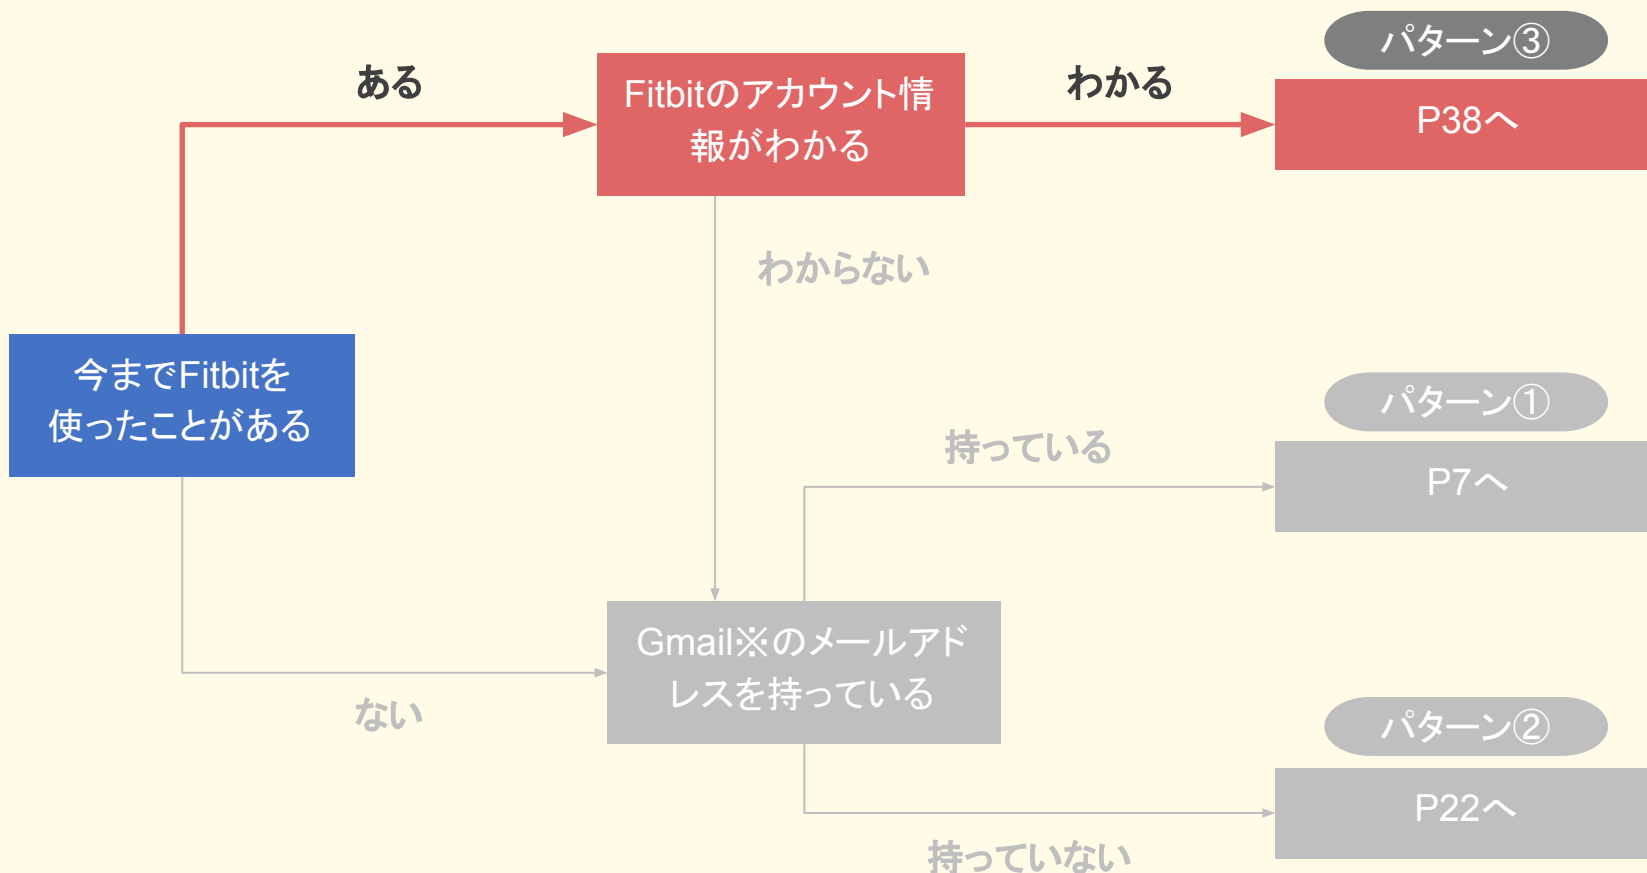 パターン③
ある
Fitbitのアカウント情
報がわかる
わかる
P38へ
わからない
今までFitbitを
使ったことがある
パターン①
持っている
P7へ
Gmail※のメールアド
レスを持っている
ない
パターン②
P22へ
持っていない